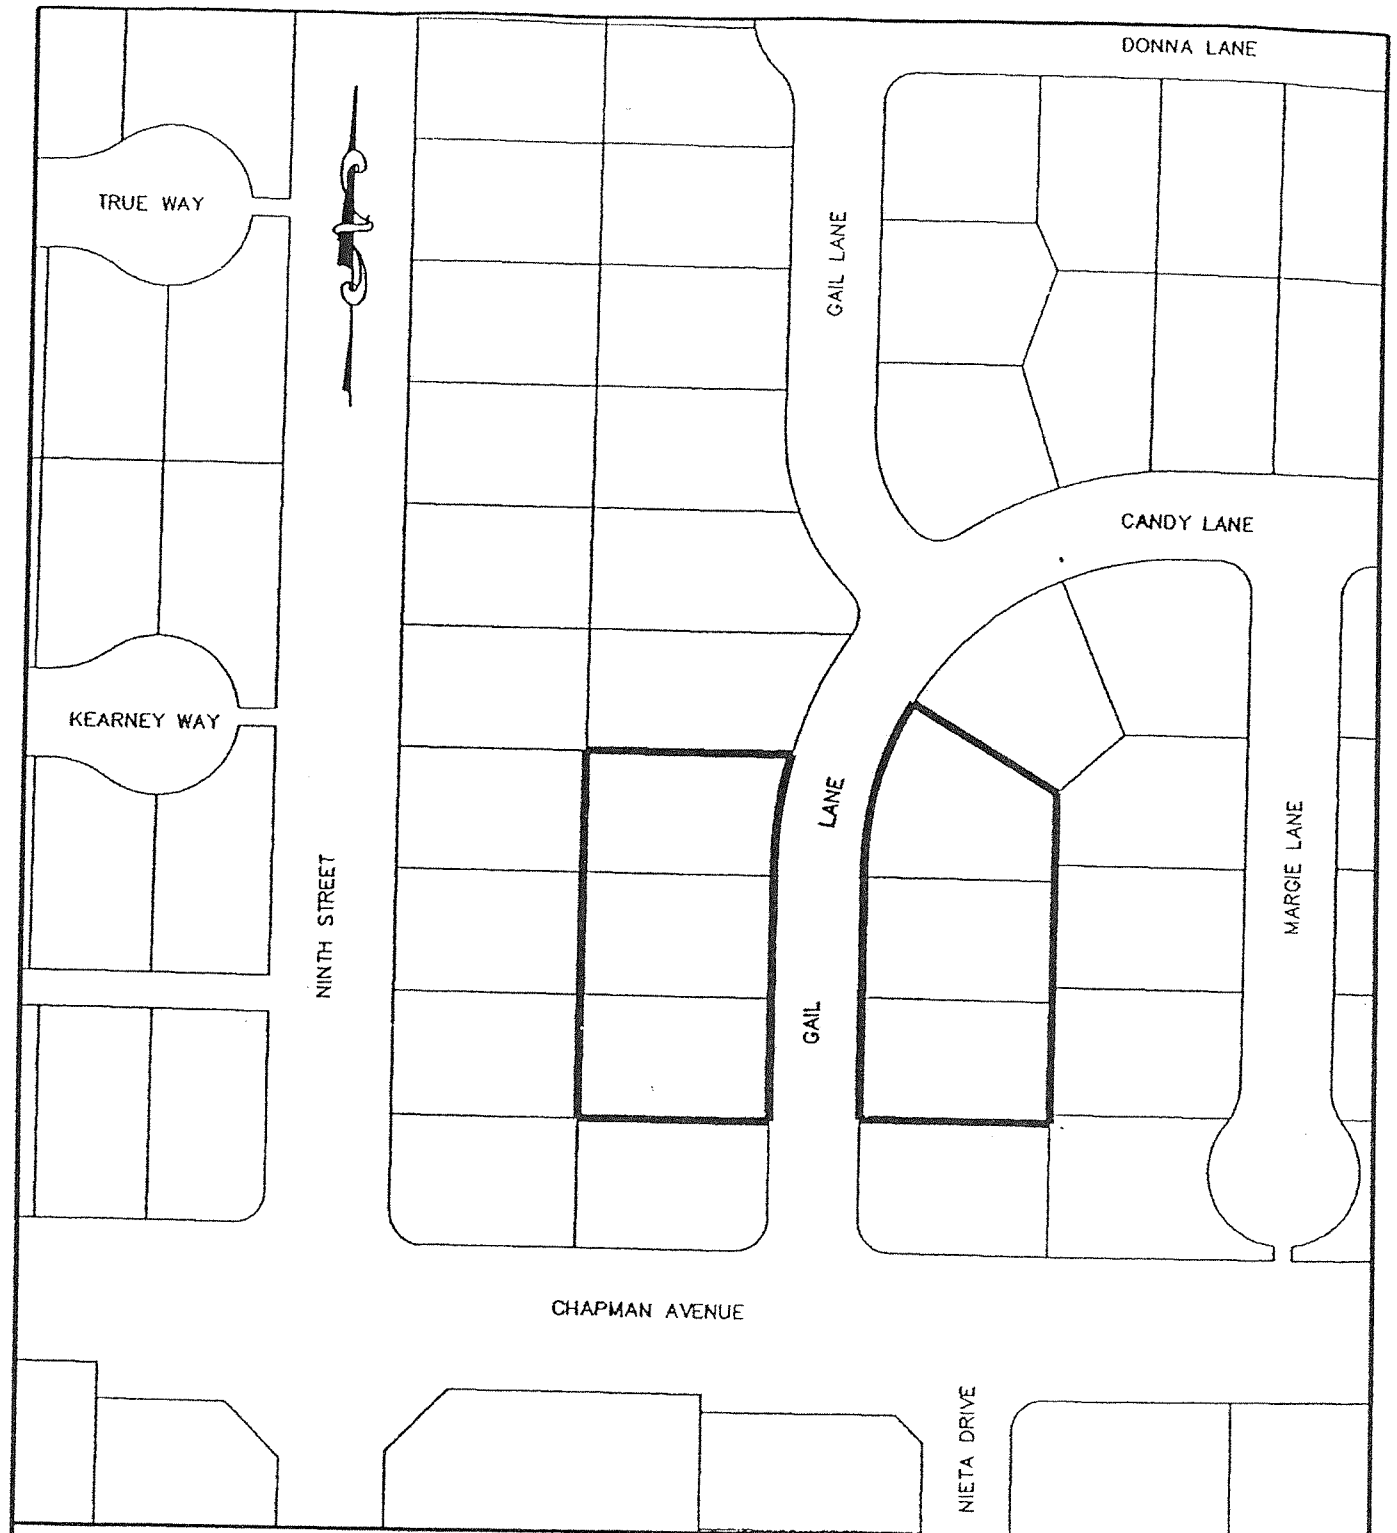 DONNA LANE
TRUE WAY
GAIL LANE
CANDY LANE
KEARNEY WAY
LANE
GAIL
MARGIE LANE
NINTH STREET
CHAPMAN AVENUE
NIETA DRIVE